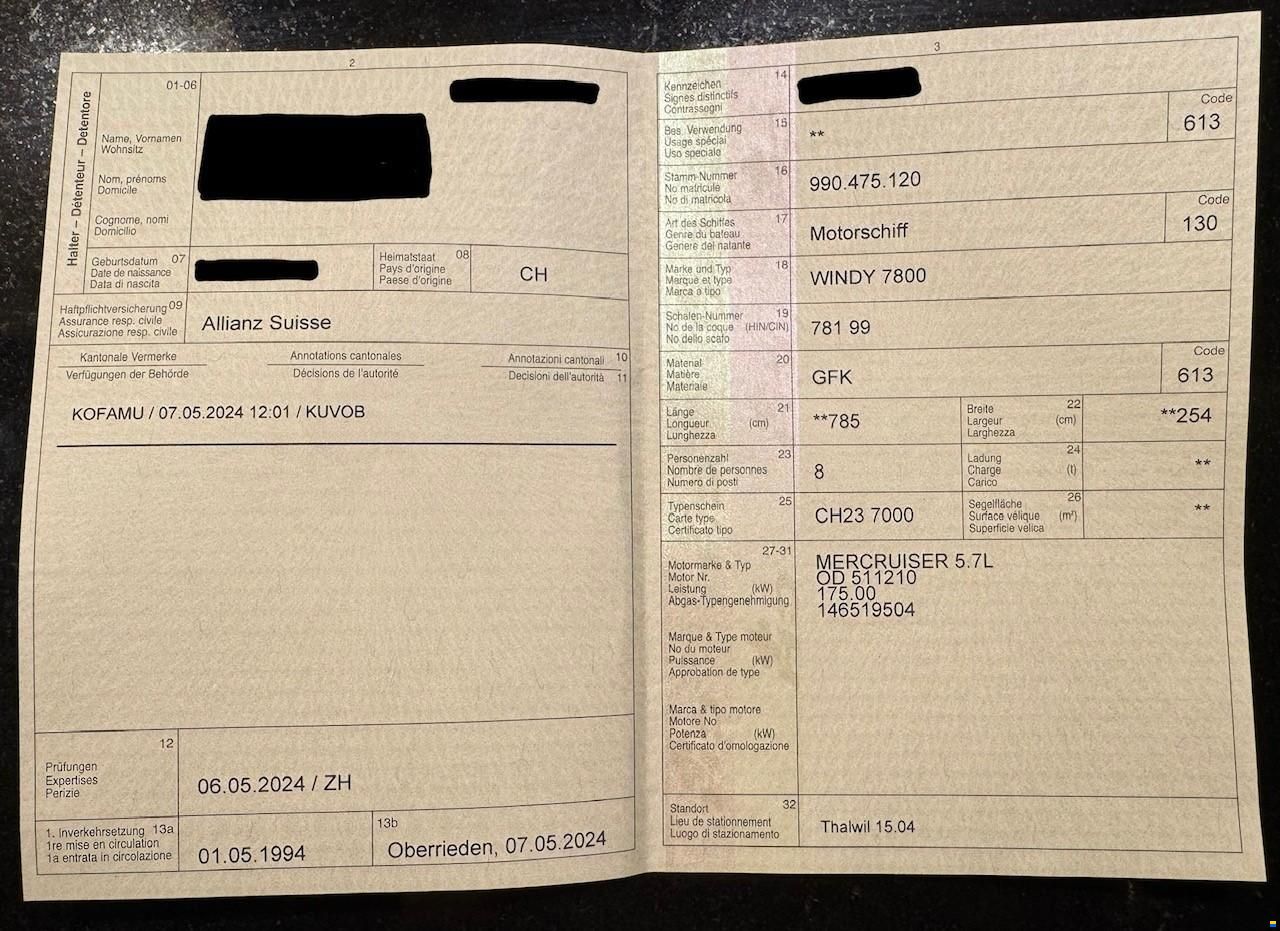 2
Halter – Détenteur – Detentore
01-06
Name, Vornamen
Wohnsitz
Nom, prénoms
Domicile
Cognome, nomi
Domicilio
Geburtsdatum 07
Date de naissance
Data di nascita
Heimatstaat 08
Pays d'origine
Paese d'origine
CH
Haftpflichtversicherung 09
Assurance resp. civile
Assicurazione resp. civile
Allianz Suisse
Kantonale Vermerke Annotations cantonales Annotazioni cantonali 10
Verfügungen der Behörde Décisions de l'autorité Decisioni dell'autorità 11
KOFAMU / 07.05.2024 12:01 / KUVOB
12
Prüfungen
Expertises
Perizie
06.05.2024 / ZH
1. Inverkehrsetzung 13a
1re mise en circulation
1a entrata in circolazione
01.05.1994
13b
Oberrieden, 07.05.2024
3
Kennzeichen 14
Signes distinctifs
Contrassegni
Bes. Verwendung 15
Usage spécial
Uso speciale
**
Code
613
Stamm-Nummer 16
No matricule
No di matricola
990.475.120
Art des Schiffes 17
Genre du bateau
Genere del natante
Motorschiff
Code
130
Marke und Typ 18
Marque et type
Marca e tipo
WINDY 7800
Schalen-Nummer 19
No de la coque (HIN/CIN)
No dello scafo
781 99
Material 20
Matière
Materiale
GFK
Code
613
Länge 21
Longueur (cm)
Lunghezza
**785
Breite 22
Largeur (cm)
Larghezza
**254
Personenzahl 23
Nombre de personnes
Numero di posti
8
Ladung 24
Charge (t)
Carico
**
Typenschein 25
Carte type
Certificato tipo
CH23 7000
Segelfläche 26
Surface vélique (m²)
Superficie velica
**
27-31
Motormarke & Typ
Motor Nr.
Leistung (kW)
Abgas-Typengenehmigung
MERCRUISER 5.7L
OD 511210
175.00
146519504
Marque & Type moteur
No du moteur
Puissance (kW)
Approbation de type
Marca & tipo motore
Motore No
Potenza (kW)
Certificato d'omologazione
Standort 32
Lieu de stationnement
Luogo di stazionamento
Thalwil 15.04